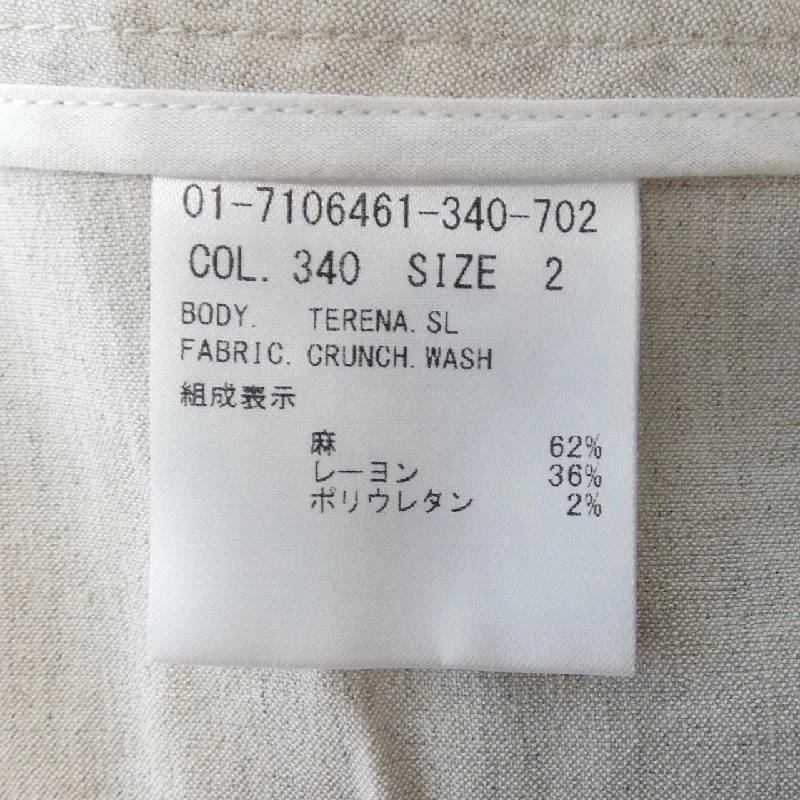 01-7106461-340-702
COL. 340 SIZE 2
BODY. TERENA.SL
FABRIC. CRUNCH.WASH
組成表示
麻 62%
レーヨン 36%
ポリウレタン 2%